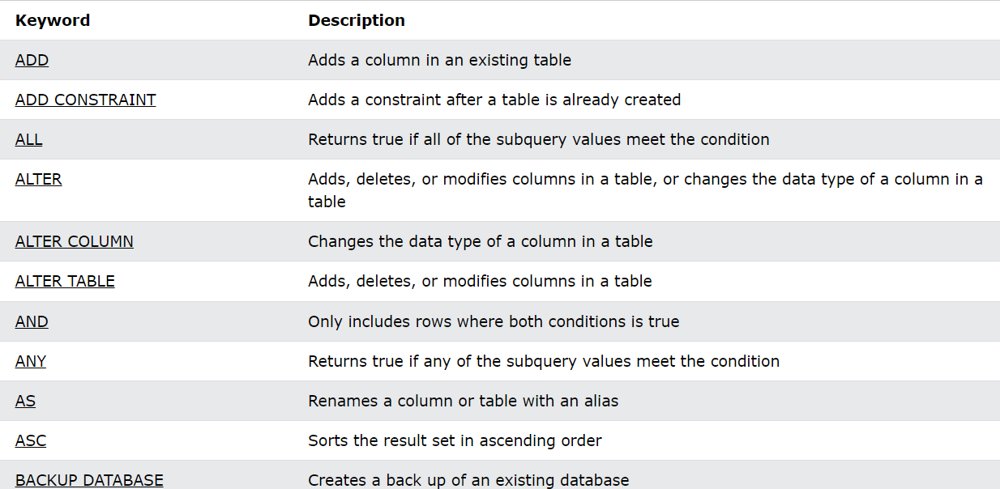 Keyword Description
ADD Adds a column in an existing table
ADD CONSTRAINT Adds a constraint after a table is already created
ALL Returns true if all of the subquery values meet the condition
ALTER Adds, deletes, or modifies columns in a table, or changes the data type of a column in a
table
ALTER COLUMN Changes the data type of a column in a table
ALTER TABLE Adds, deletes, or modifies columns in a table
AND Only includes rows where both conditions is true
ANY Returns true if any of the subquery values meet the condition
AS Renames a column or table with an alias
ASC Sorts the result set in ascending order
BACKUP DATABASE Creates a back up of an existing database